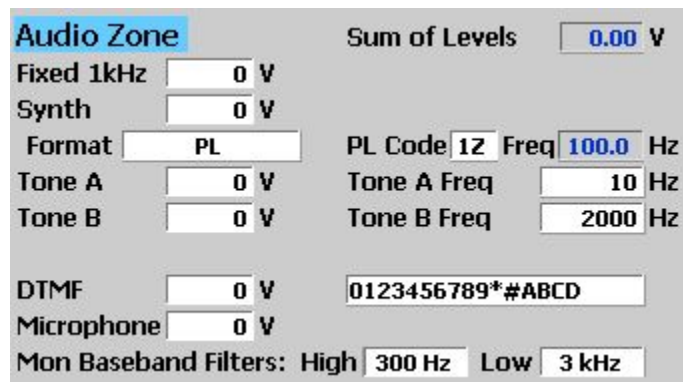 Audio Zone Sum of Levels 0.00 V
Fixed 1kHz 0 V
Synth 0 V
Format PL PL Code 1Z Freq 100.0 Hz
Tone A 0 V Tone A Freq 10 Hz
Tone B 0 V Tone B Freq 2000 Hz
DTMF 0 V 0123456789*#ABCD
Microphone 0 V
Mon Baseband Filters: High 300 Hz Low 3 kHz